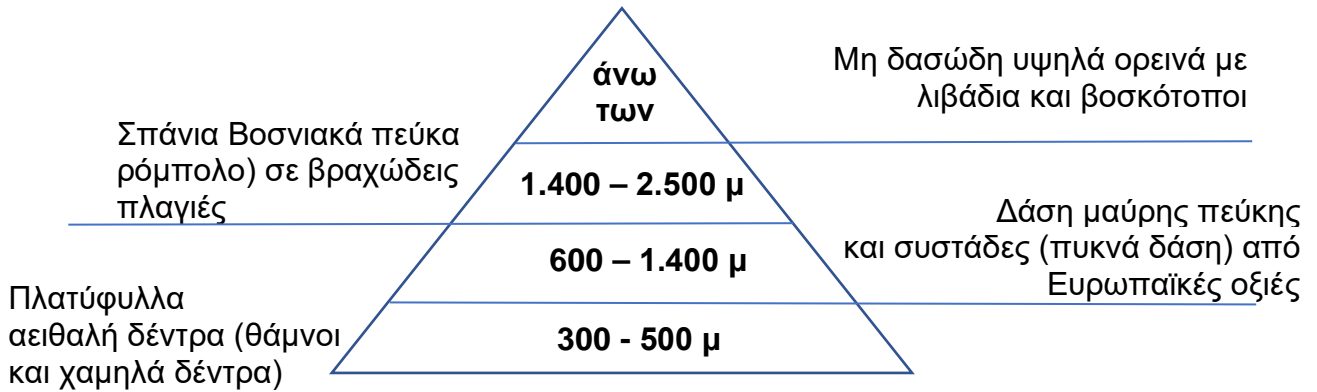 άνω
των
Μη δασώδη υψηλά ορεινά με
λιβάδια και βοσκότοποι
Σπάνια Βοσνιακά πεύκα
ρόμπολο) σε βραχώδεις
πλαγιές
1.400 – 2.500 μ
Δάση μαύρης πεύκης
και συστάδες (πυκνά δάση) από
Ευρωπαϊκές οξιές
600 – 1.400 μ
Πλατύφυλλα
αειθαλή δέντρα (θάμνοι
και χαμηλά δέντρα)
300 - 500 μ